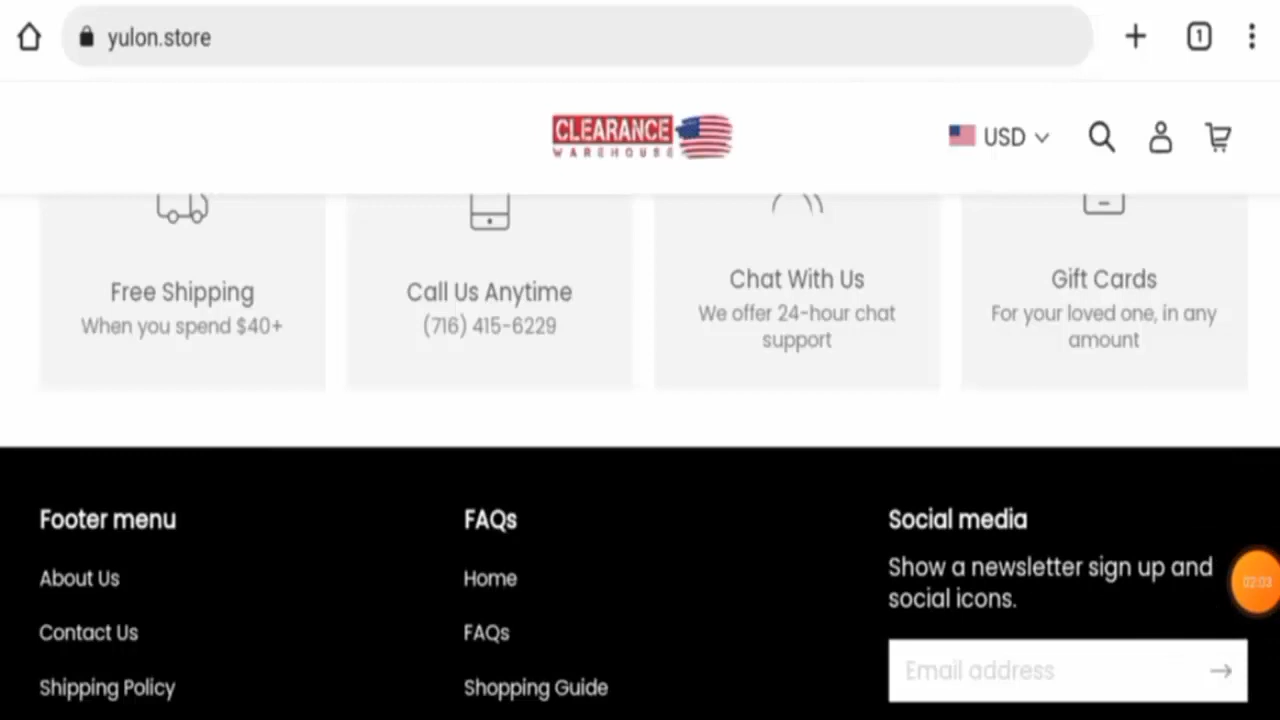 yulon.store
1
CLEARANCE
WAREHOUSE
USD
Free Shipping
When you spend $40+
Call Us Anytime
(716) 415-6229
Chat With Us
We offer 24-hour chat
support
Gift Cards
For your loved one, in any
amount
Footer menu
About Us
Contact Us
Shipping Policy
FAQs
Home
FAQs
Shopping Guide
Social media
Show a newsletter sign up and
social icons.
Email address
02:03